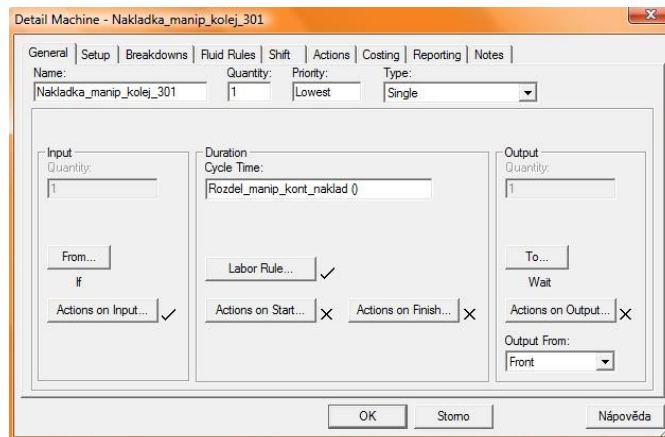 Detail Machine - Nakladka_manip_kolej_301
General Setup Breakdowns Fluid Rules Shift Actions Costing Reporting Notes
Name: Quantity: Priority: Type:
Nakladka_manip_kolej_301 1 Lowest Single
Input Duration Output
Quantity: Cycle Time: Quantity:
1 Rozdel_manip_kont_naklad () 1
From... Labor Rule... To...
If Wait
Actions on Input... Actions on Start... Actions on Finish... Actions on Output...
Output From:
Front
OK Storno Nápověda